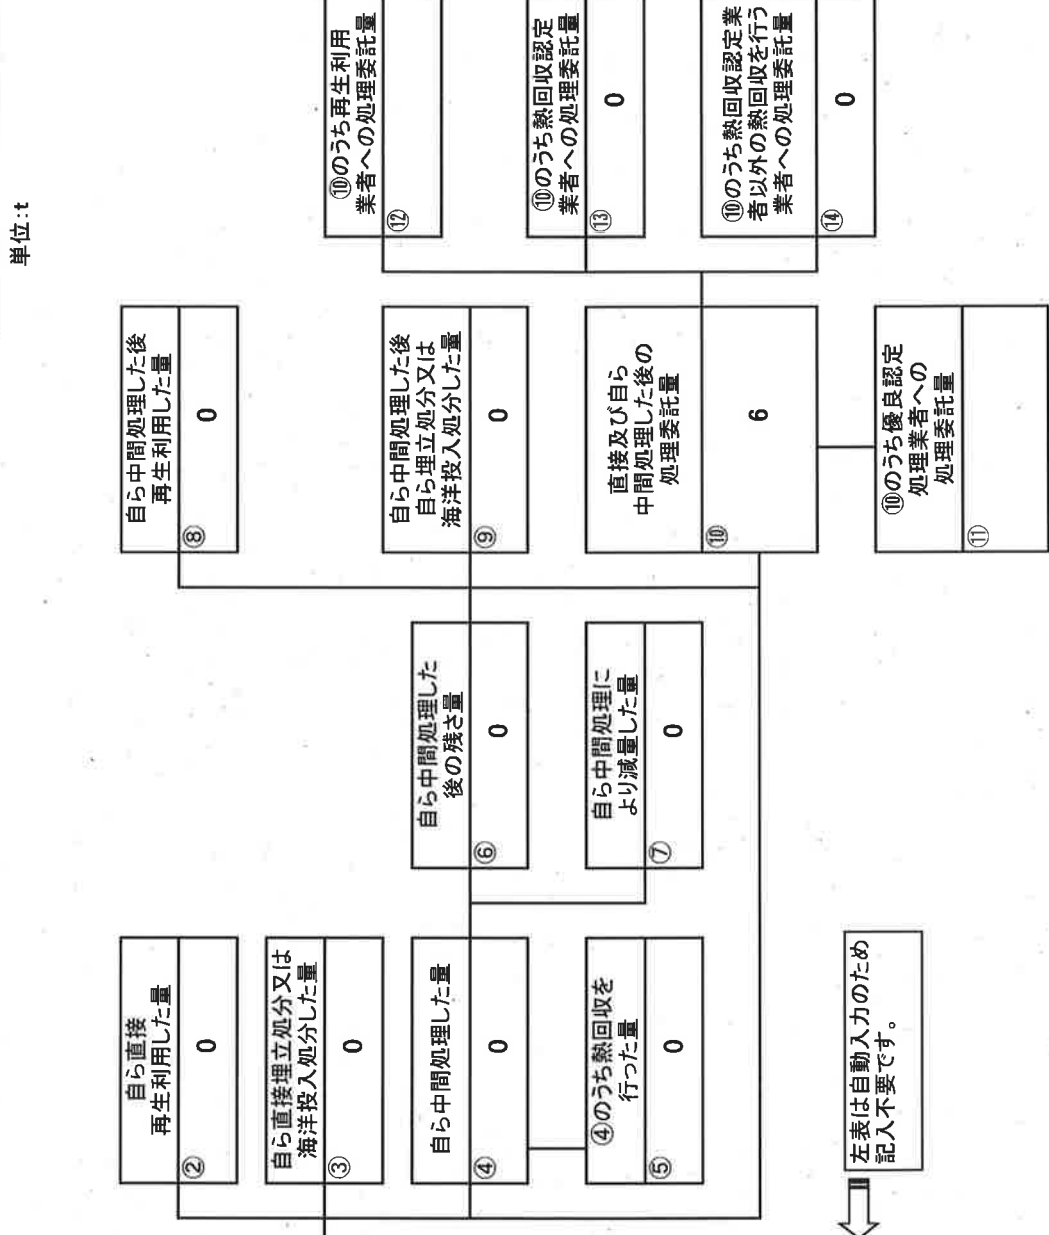 単位:t
自ら直接
再生利用した量
②
0
自ら直接埋立処分又は
海洋投入処分した量
③
0
自ら中間処理した量
④
0
④のうち熱回収を
行った量
⑤
0
自ら中間処理した
後の残さ量
⑥
0
自ら中間処理に
より減量した量
⑦
0
自ら中間処理した後
再生利用した量
⑧
0
自ら中間処理した後
自ら埋立処分又は
海洋投入処分した量
⑨
0
直接及び自ら
中間処理した後の
処理委託量
⑩
6
⑩のうち優良認定
処理業者への
処理委託量
⑪
⑩のうち再生利用
業者への処理委託量
⑫
⑩のうち熱回収認定
業者への処理委託量
⑬
0
⑩のうち熱回収認定業
者以外の熱回収を行う
業者への処理委託量
⑭
0
左表は自動入力のため
記入不要です。